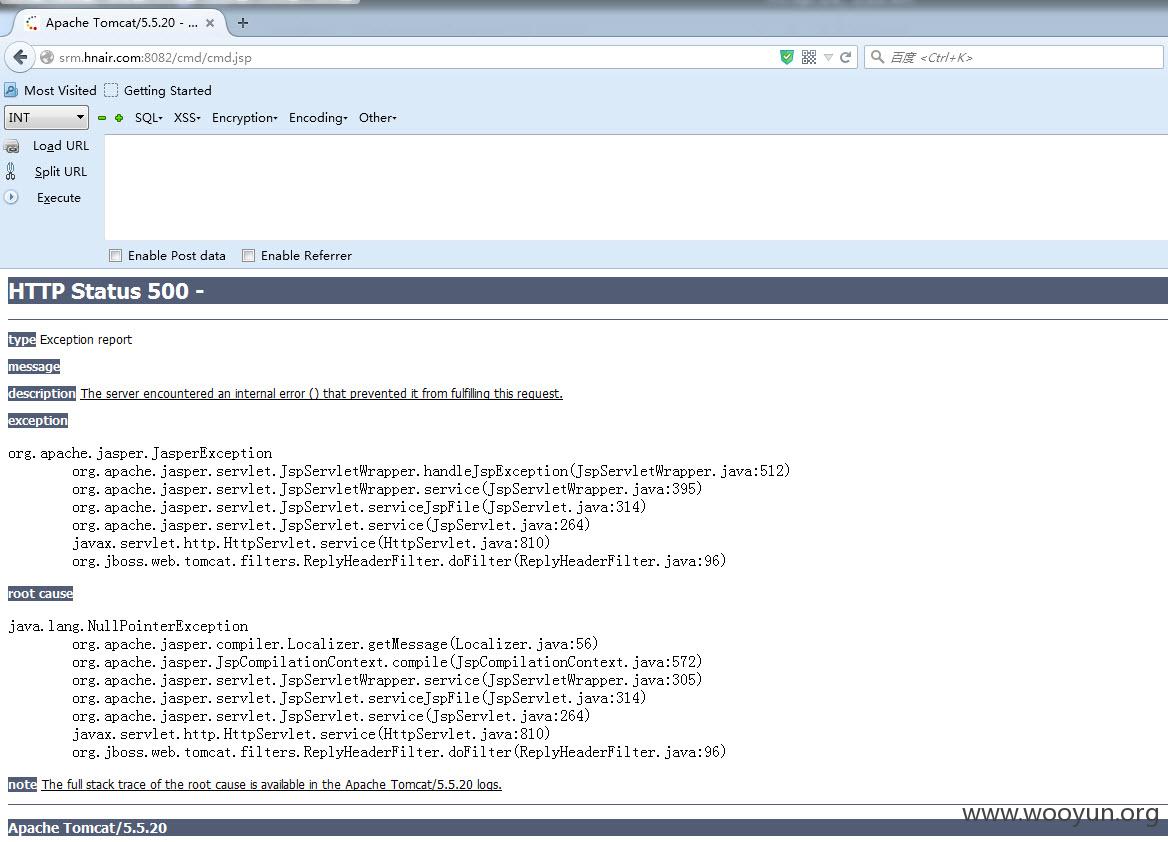 Apache Tomcat/5.5.20 - ...
srm.hnair.com:8082/cmd/cmd.jsp
百度 <Ctrl+K>
Most Visited Getting Started
INT SQL XSS Encryption Encoding Other
Load URL
Split URL
Execute
Enable Post data Enable Referrer
HTTP Status 500 -
type Exception report
message
description The server encountered an internal error () that prevented it from fulfilling this request.
exception
org.apache.jasper.JasperException
org.apache.jasper.servlet.JspServletWrapper.handleJspException(JspServletWrapper.java:512)
org.apache.jasper.servlet.JspServletWrapper.service(JspServletWrapper.java:395)
org.apache.jasper.servlet.JspServlet.serviceJspFile(JspServlet.java:314)
org.apache.jasper.servlet.JspServlet.service(JspServlet.java:264)
javax.servlet.http.HttpServlet.service(HttpServlet.java:810)
org.jboss.web.tomcat.filters.ReplyHeaderFilter.doFilter(ReplyHeaderFilter.java:96)
root cause
java.lang.NullPointerException
org.apache.jasper.compiler.Localizer.getMessage(Localizer.java:56)
org.apache.jasper.JspCompilationContext.compile(JspCompilationContext.java:572)
org.apache.jasper.servlet.JspServletWrapper.service(JspServletWrapper.java:305)
org.apache.jasper.servlet.JspServlet.serviceJspFile(JspServlet.java:314)
org.apache.jasper.servlet.JspServlet.service(JspServlet.java:264)
javax.servlet.http.HttpServlet.service(HttpServlet.java:810)
org.jboss.web.tomcat.filters.ReplyHeaderFilter.doFilter(ReplyHeaderFilter.java:96)
note The full stack trace of the root cause is available in the Apache Tomcat/5.5.20 logs.
www.wooyun.org
Apache Tomcat/5.5.20